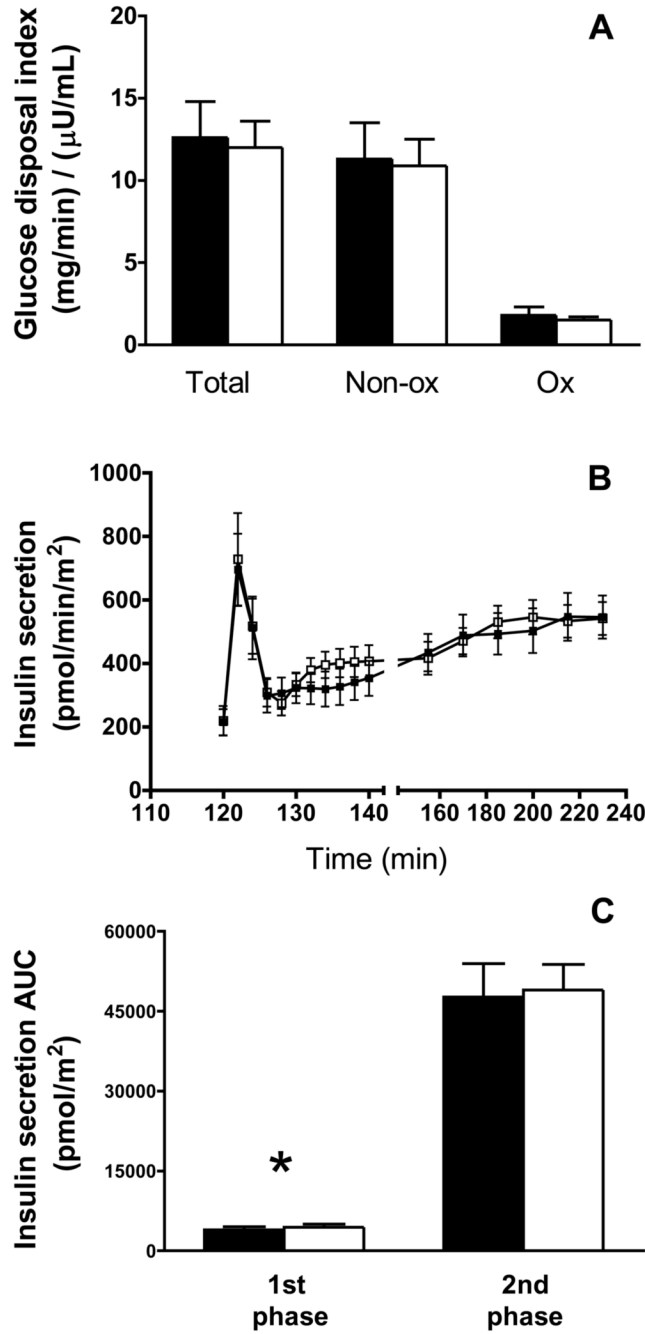 A
Glucose disposal index
(mg/min) / (μU/mL)
20
15
10
5
0
Total Non-ox Ox
B
Insulin secretion
(pmol/min/m²)
1000
800
600
400
200
0
110 120 130 140 160 180 200 220 240
Time (min)
C
Insulin secretion AUC
(pmol/m²)
60000
45000
30000
15000
0
*
1st 2nd
phase phase